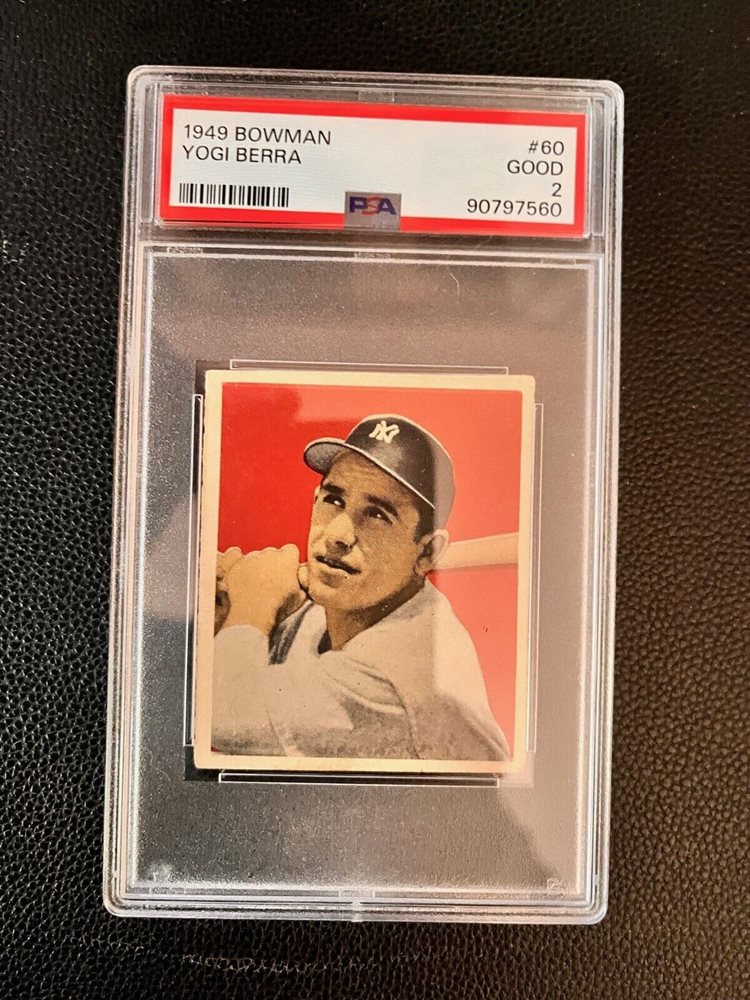 1949 BOWMAN
YOGI BERRA
#60
GOOD
2
90797560
PSA
NY